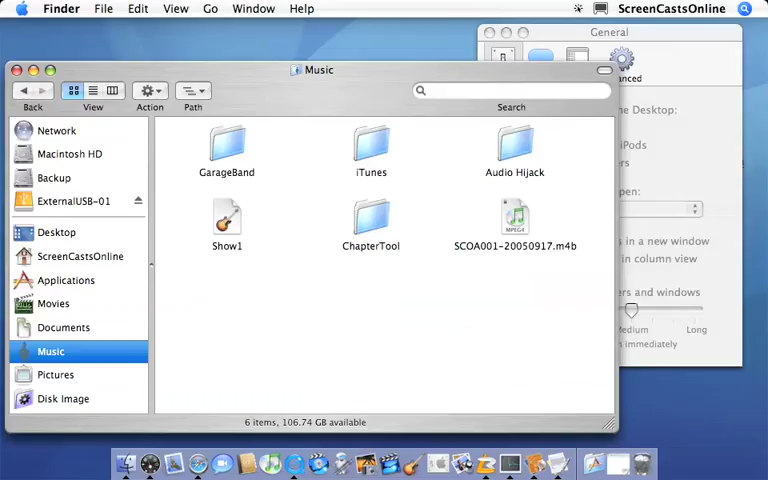 Finder File Edit View Go Window Help ScreenCastsOnline
General
Music
anced
Back View Action Path Search
ne Desktop:
iPods
ers
pen:
s in a new window
in column view
ers and windows
Medium Long
n immediately
Network
Macintosh HD
Backup
ExternalUSB-01
Desktop
ScreenCastsOnline
Applications
Movies
Documents
Music
Pictures
Disk Image
GarageBand iTunes Audio Hijack
Show1 ChapterTool SCOA001-20050917.m4b
MPEG4
6 items, 106.74 GB available